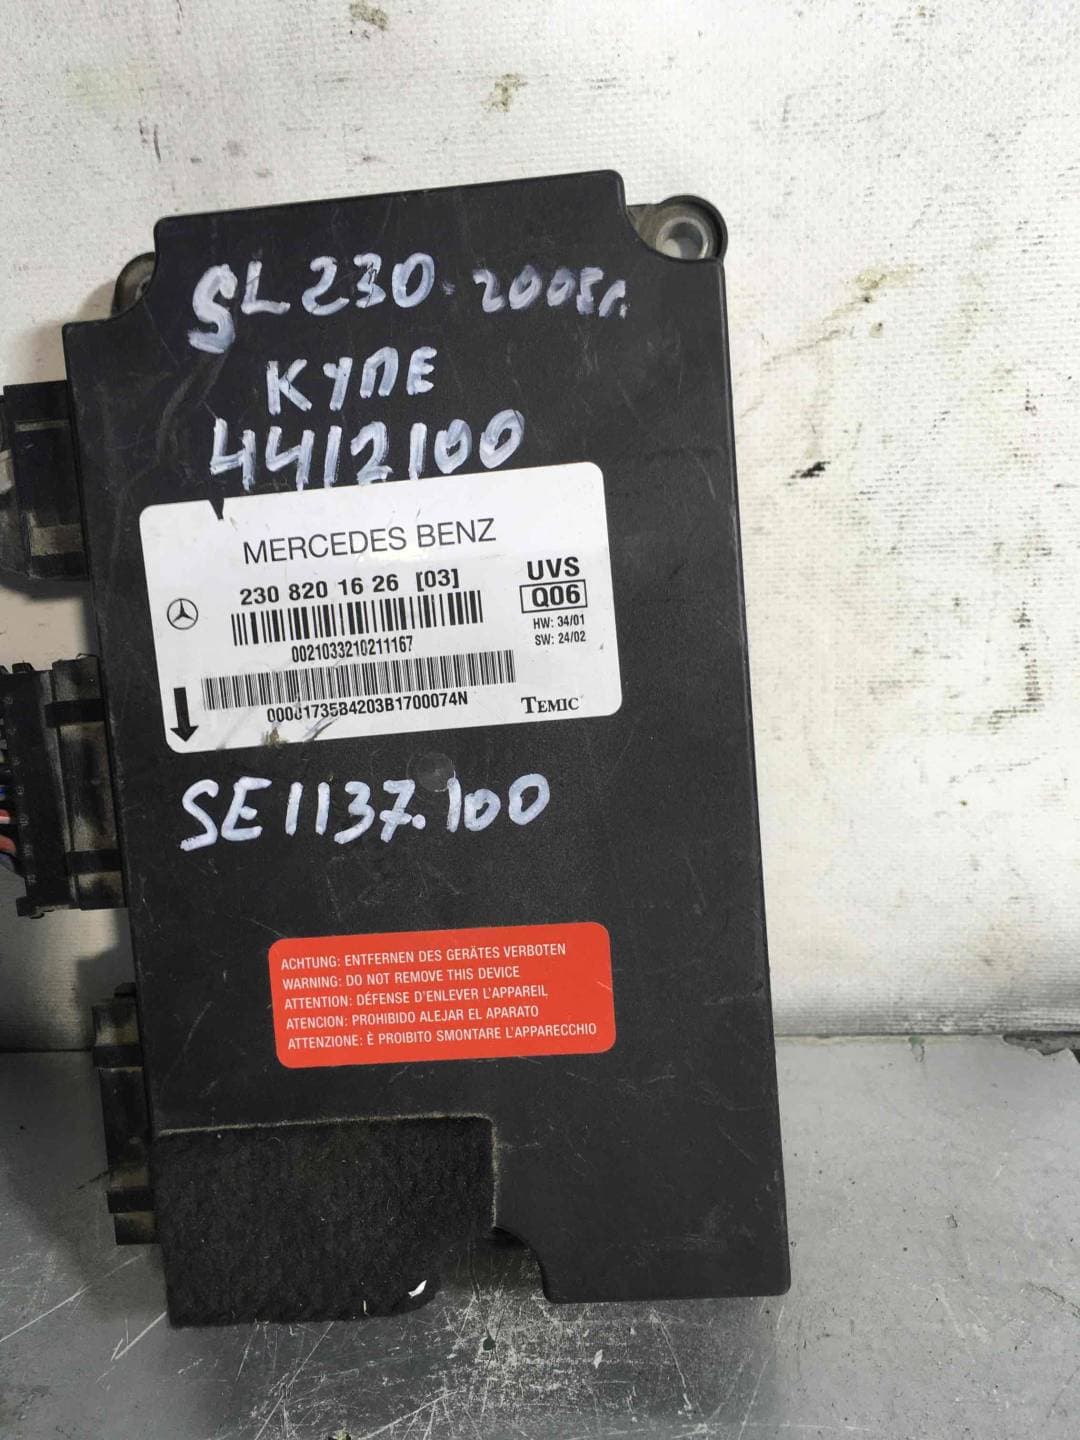 SL230. 2005г.
КУПЕ
4412100
MERCEDES BENZ
230 820 1626 [03]
UVS
Q06
HW: 34/01
SW: 24/02
0021033210211167
00001735B4203B1700074N
TEMIC
SE1137.100
ACHTUNG: ENTFERNEN DES GERÄTES VERBOTEN
WARNING: DO NOT REMOVE THIS DEVICE
ATTENTION: DÉFENSE D'ENLEVER L'APPAREIL
ATENCION: PROHIBIDO ALEJAR EL APARATO
ATTENZIONE: È PROIBITO SMONTARE L'APPARECCHIO